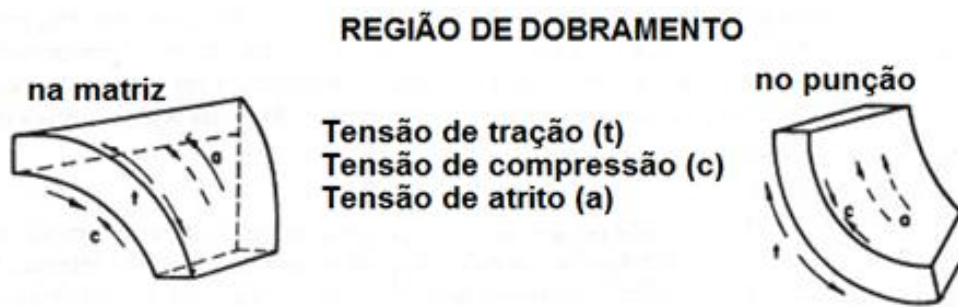 REGIÃO DE DOBRAMENTO
na matriz
no punção
Tensão de tração (t)
Tensão de compressão (c)
Tensão de atrito (a)
a
t
c
c
a
t